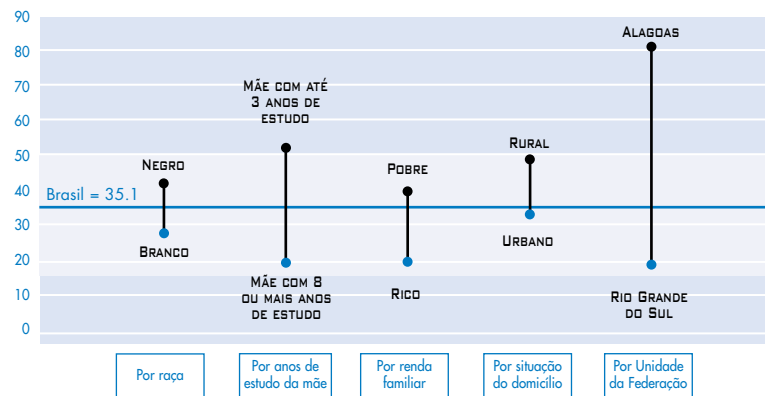 90
80
70
60
50
40
30
20
10
0
Brasil = 35.1
NEGRO
BRANCO
MÃE COM ATÉ
3 ANOS DE
ESTUDO
MÃE COM 8
OU MAIS ANOS
DE ESTUDO
POBRE
RICO
RURAL
URBANO
ALAGOAS
RIO GRANDE
DO SUL
Por raça
Por anos de
estudo da mãe
Por renda
familiar
Por situação
do domicílio
Por Unidade
da Federação